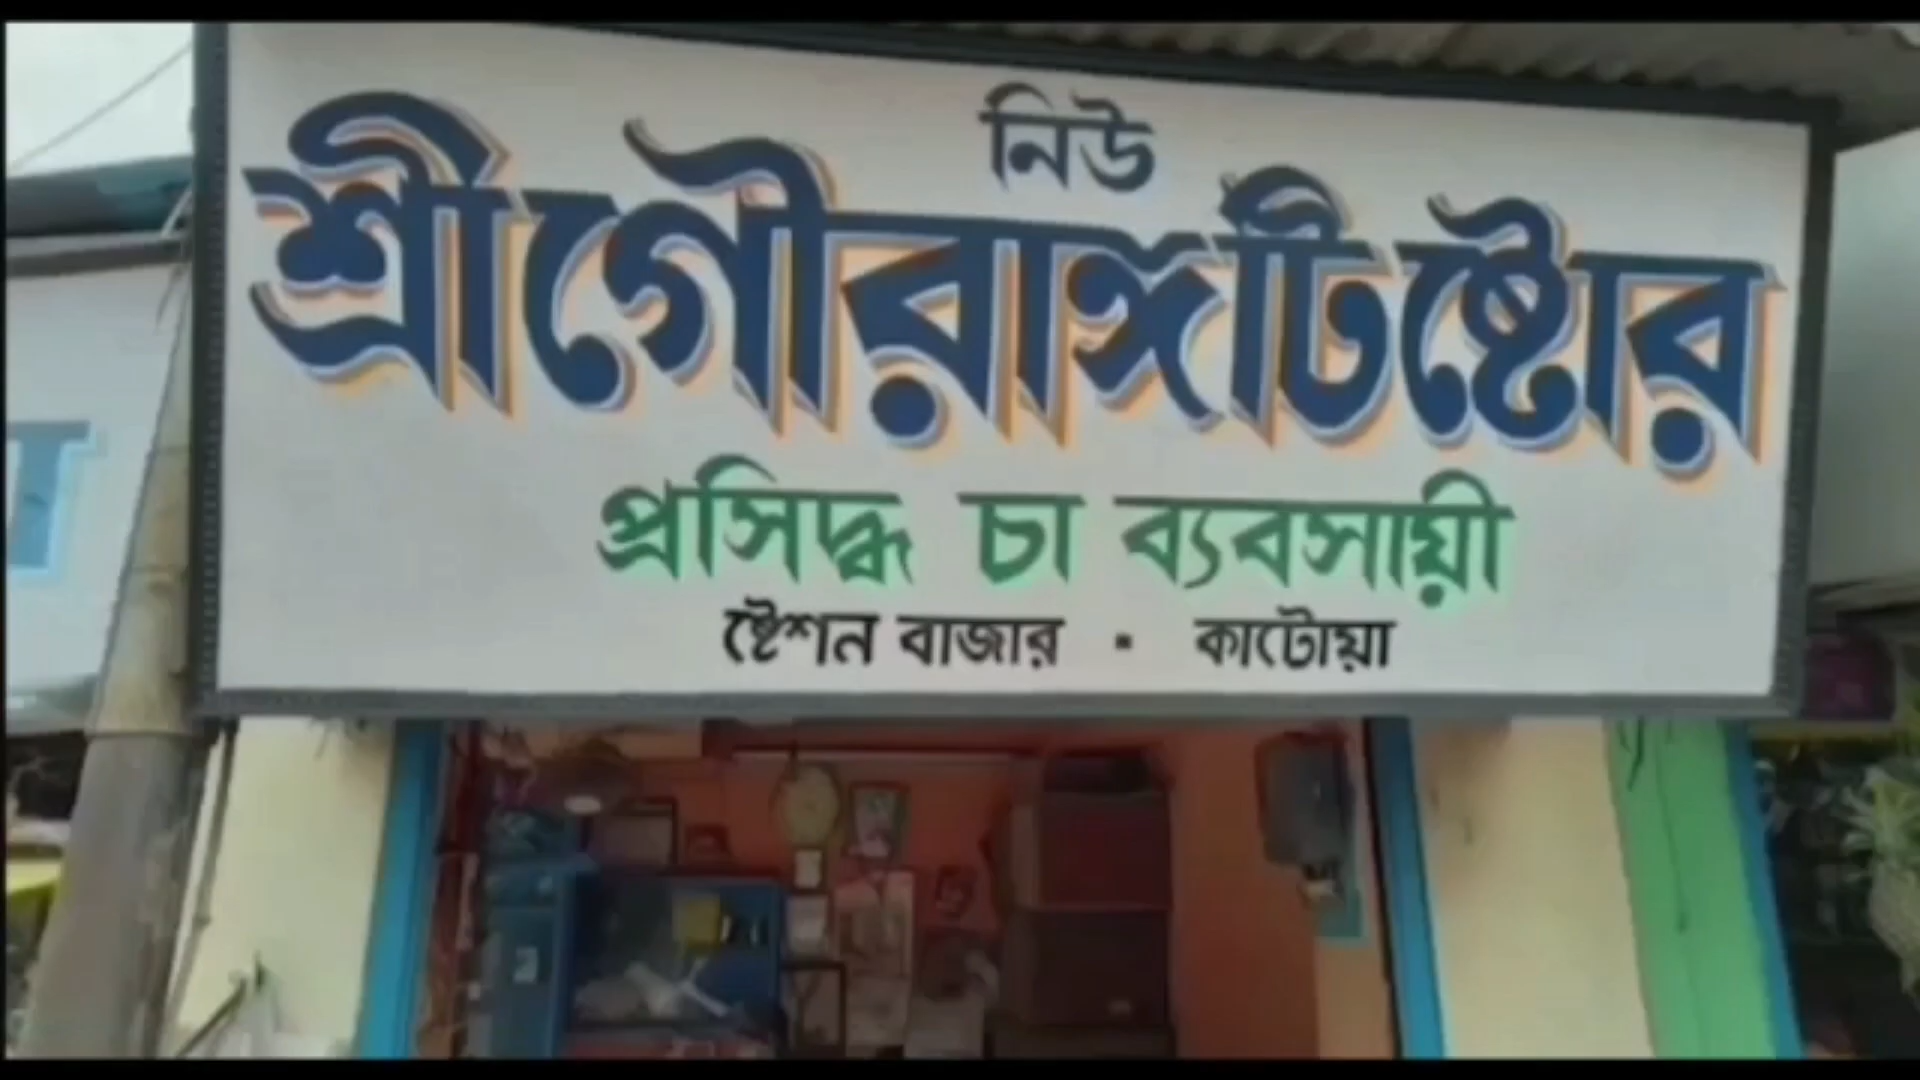 নিউ
শ্রীগৌরাঙ্গ টি ষ্টোর
প্রসিদ্ধ চা ব্যবসায়ী
ষ্টেশন বাজার • কাটোয়া